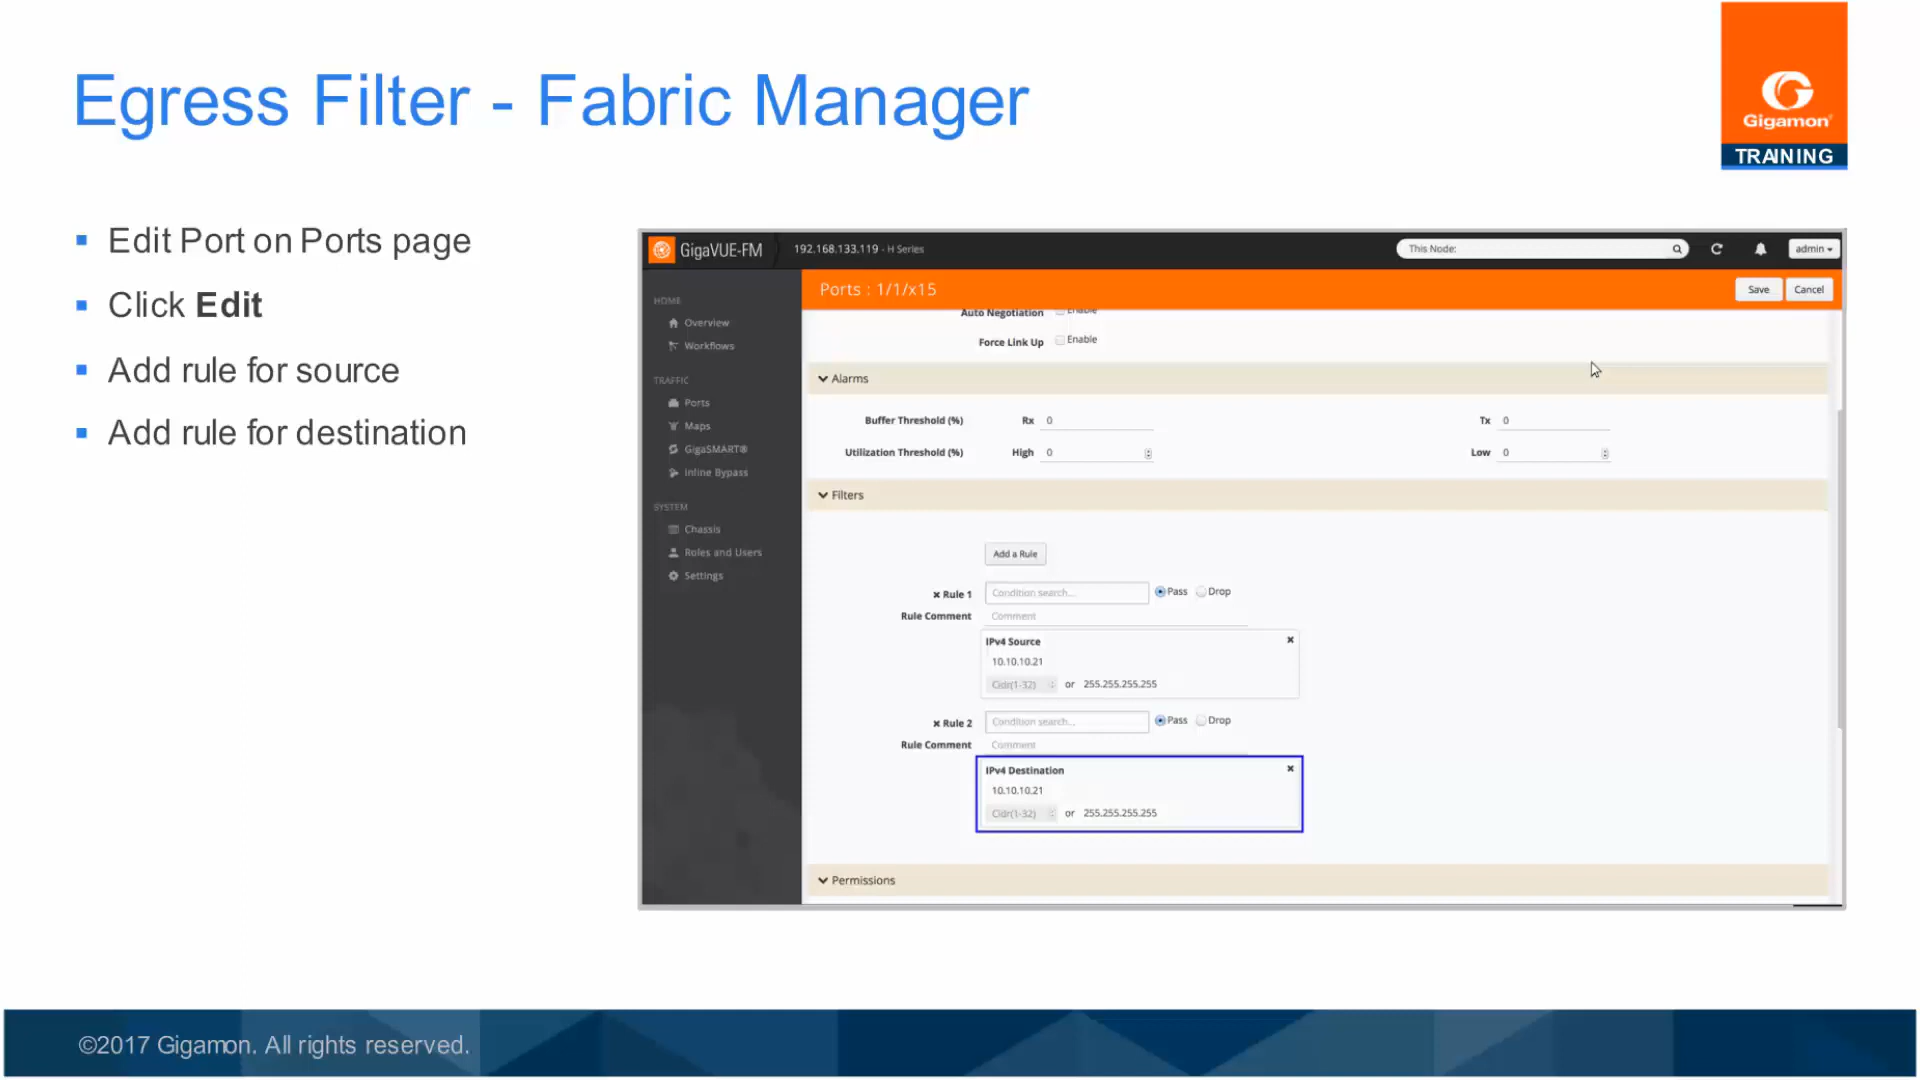 Egress Filter - Fabric Manager
Gigamon®
TRAINING
Edit Port on Ports page
Click Edit
Add rule for source
Add rule for destination
GigaVUE-FM
192.168.133.119 - H Series
This Node:
admin
Ports : 1/1/x15
Save
Cancel
HOME
Overview
Workflows
TRAFFIC
Ports
Maps
GigaSMART®
Inline Bypass
SYSTEM
Chassis
Roles and Users
Settings
Auto Negotiation Enable
Force Link Up Enable
Alarms
Buffer Threshold (%) Rx 0 Tx 0
Utilization Threshold (%) High 0 Low 0
Filters
Add a Rule
× Rule 1 Condition search... Pass Drop
Rule Comment Comment
IPv4 Source ×
10.10.10.21
Cidr(1-32) or 255.255.255.255
× Rule 2 Condition search... Pass Drop
Rule Comment Comment
IPv4 Destination ×
10.10.10.21
Cidr(1-32) or 255.255.255.255
Permissions
©2017 Gigamon. All rights reserved.